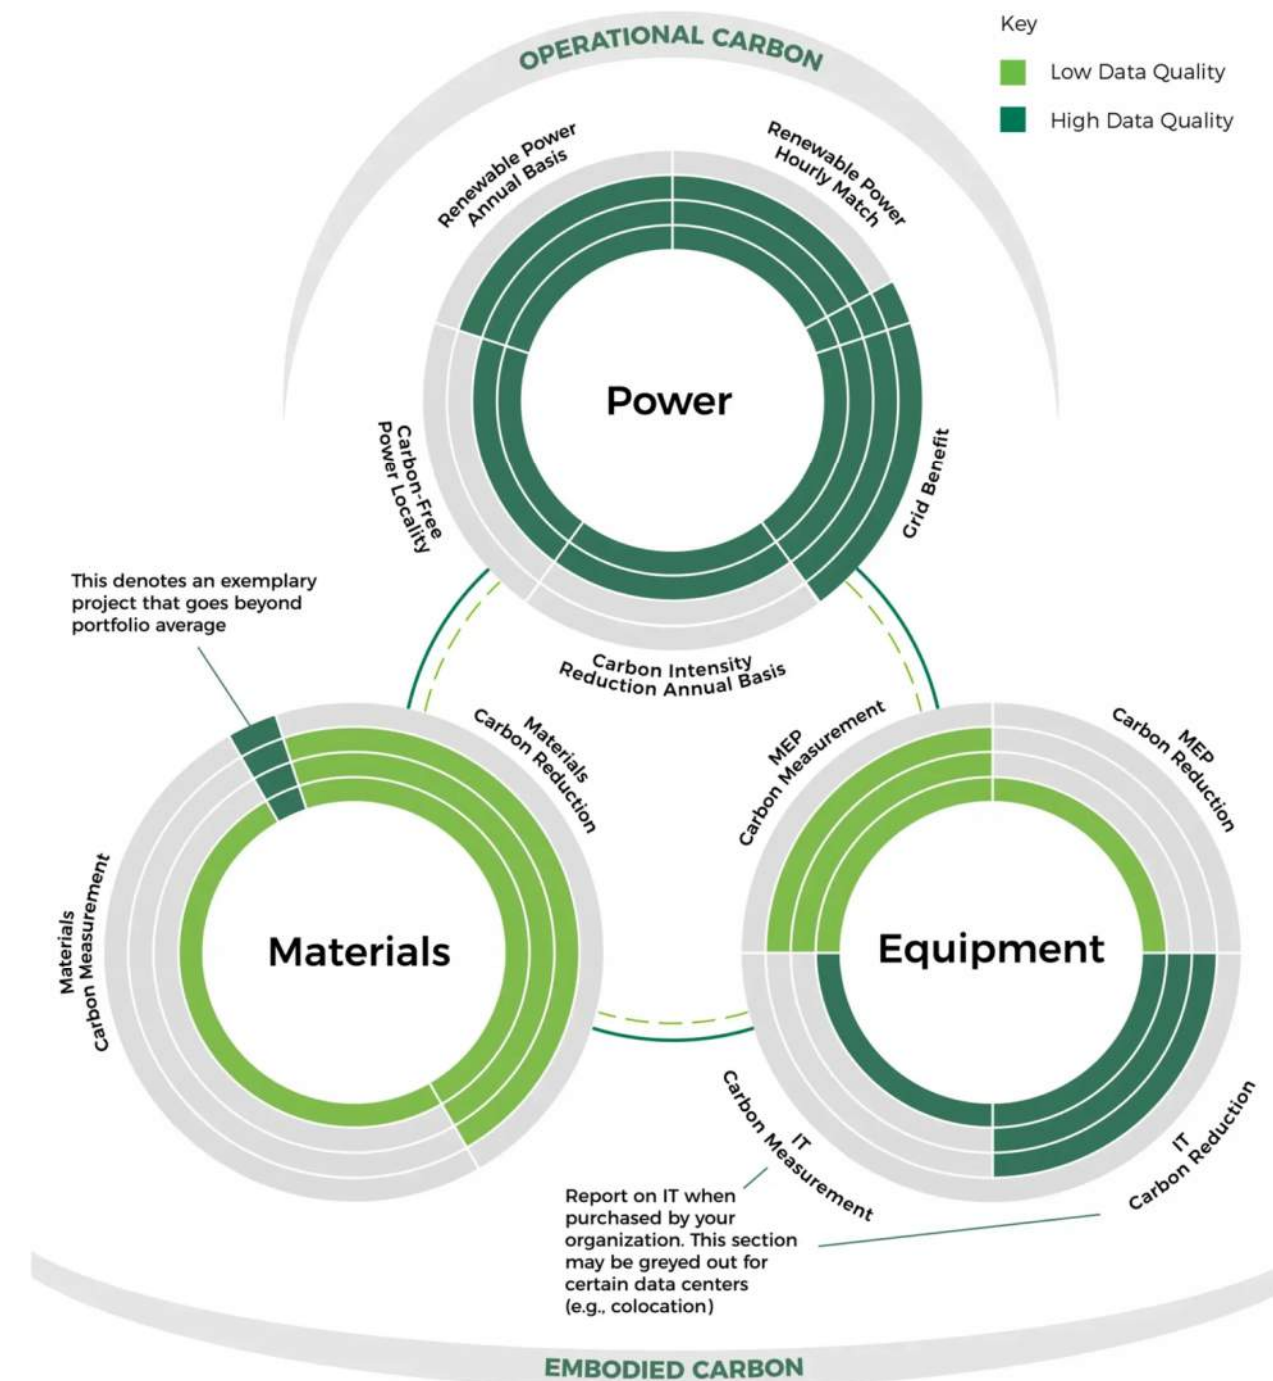 OPERATIONAL CARBON
Key
Low Data Quality
High Data Quality
Renewable Power
Annual Basis
Renewable Power
Hourly Match
Power
Carbon-Free
Power Locality
Grid Benefit
Carbon Intensity
Reduction Annual Basis
This denotes an exemplary
project that goes beyond
portfolio average
Materials
Carbon Reduction
MEP
Carbon Measurement
MEP
Carbon Reduction
Materials
Carbon Measurement
Materials
Equipment
IT
Carbon Measurement
IT
Carbon Reduction
Report on IT when
purchased by your
organization. This section
may be greyed out for
certain data centers
(e.g., colocation)
EMBODIED CARBON